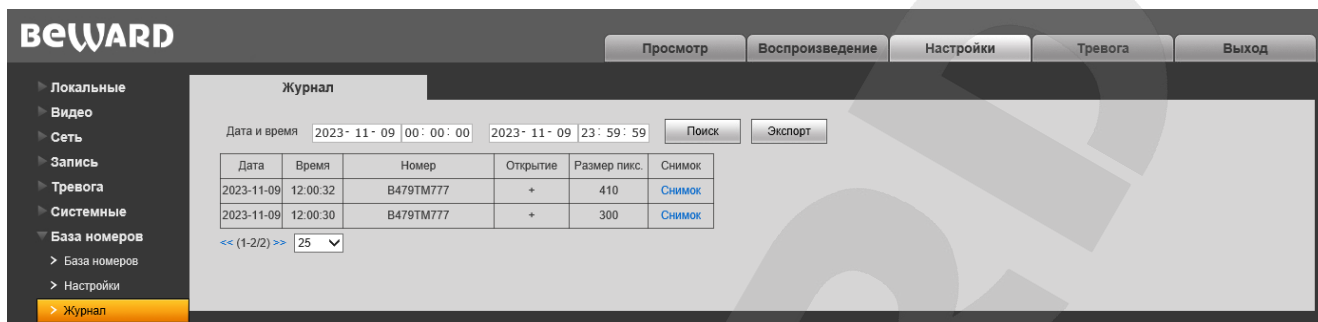 BEWARD
Просмотр Воспроизведение Настройки Тревога Выход
Локальные
Видео
Сеть
Запись
Тревога
Системные
База номеров
> База номеров
> Настройки
> Журнал
Журнал
Дата и время 2023- 11- 09 00: 00: 00 2023- 11- 09 23: 59: 59 Поиск Экспорт
Дата Время Номер Открытие Размер пикс. Снимок
2023-11-09 12:00:32 B479TM777 + 410 Снимок
2023-11-09 12:00:30 B479TM777 + 300 Снимок
<< (1-2/2) >> 25